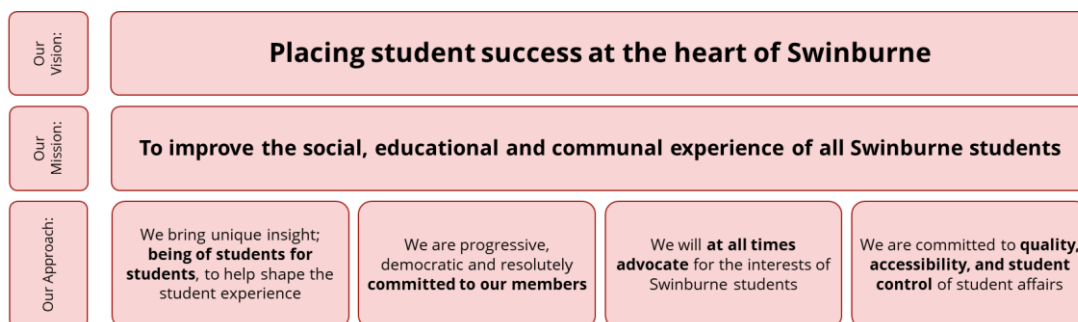 Our
Vision:
Placing student success at the heart of Swinburne
Our
Mission:
To improve the social, educational and communal experience of all Swinburne students
Our Approach:
We bring unique insight;
being of students for
students, to help shape the
student experience
We are progressive,
democratic and resolutely
committed to our members
We will at all times
advocate for the interests of
Swinburne students
We are committed to quality,
accessibility, and student
control of student affairs